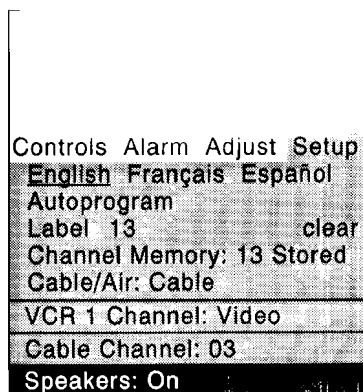 Controls Alarm Adjust Setup
English Français Español
Autoprogram
Label 13 clear
Channel Memory: 13 Stored
Cable/Air: Cable
VCR 1 Channel: Video
Cable Channel: 03
Speakers: On